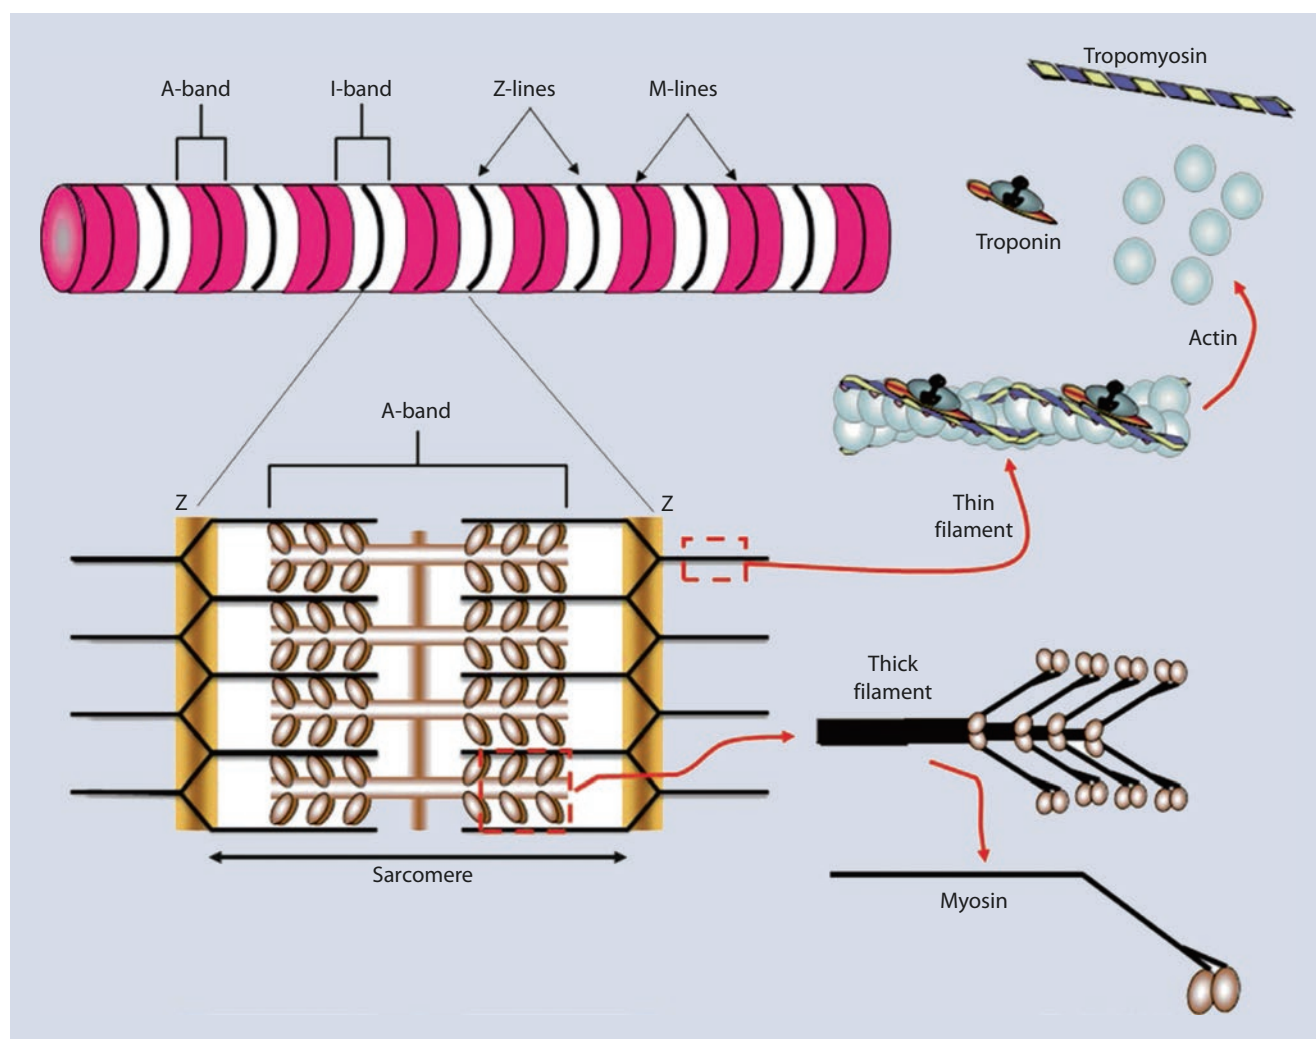 Tropomyosin
A-band
I-band
Z-lines
M-lines
Troponin
Actin
A-band
Z
Z
Thin
filament
Thick
filament
Sarcomere
Myosin